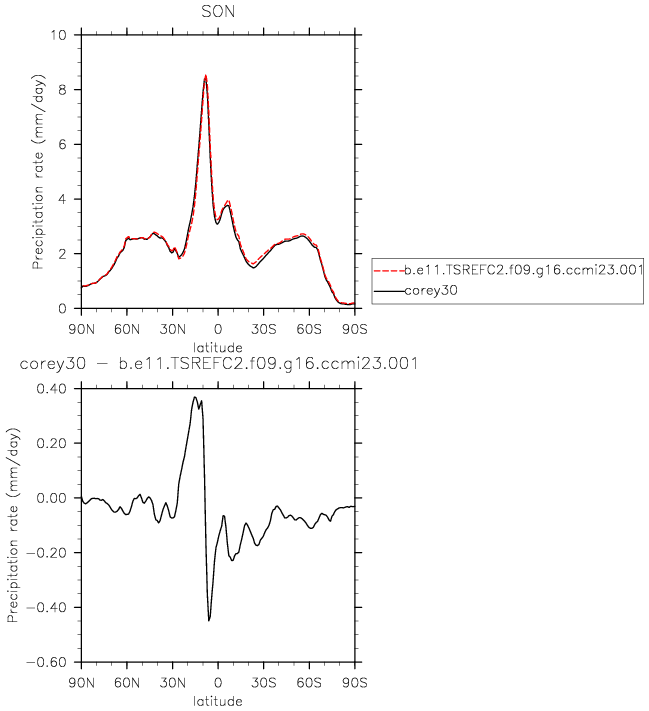 SON
10
8
6
4
2
0
Precipitation rate (mm/day)
90N 60N 30N 0 30S 60S 90S
latitude
b.e11.TSREFC2.f09.g16.ccmi23.001
corey30
corey30 − b.e11.TSREFC2.f09.g16.ccmi23.001
0.40
0.20
0.00
−0.20
−0.40
−0.60
Precipitation rate (mm/day)
90N 60N 30N 0 30S 60S 90S
latitude